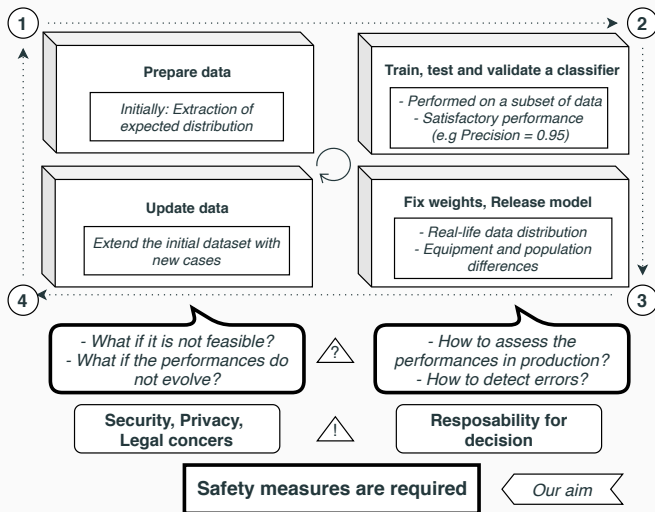 1
2
Prepare data
Initially: Extraction of
expected distribution
Train, test and validate a classifier
- Performed on a subset of data
- Satisfactory performance
(e.g Precision = 0.95)
Update data
Extend the initial dataset with
new cases
Fix weights, Release model
- Real-life data distribution
- Equipment and population
differences
4
3
- What if it is not feasible?
- What if the performances do
not evolve?
?
- How to assess the
performances in production?
- How to detect errors?
Security, Privacy,
Legal concers
!
Resposability for
decision
Safety measures are required
Our aim